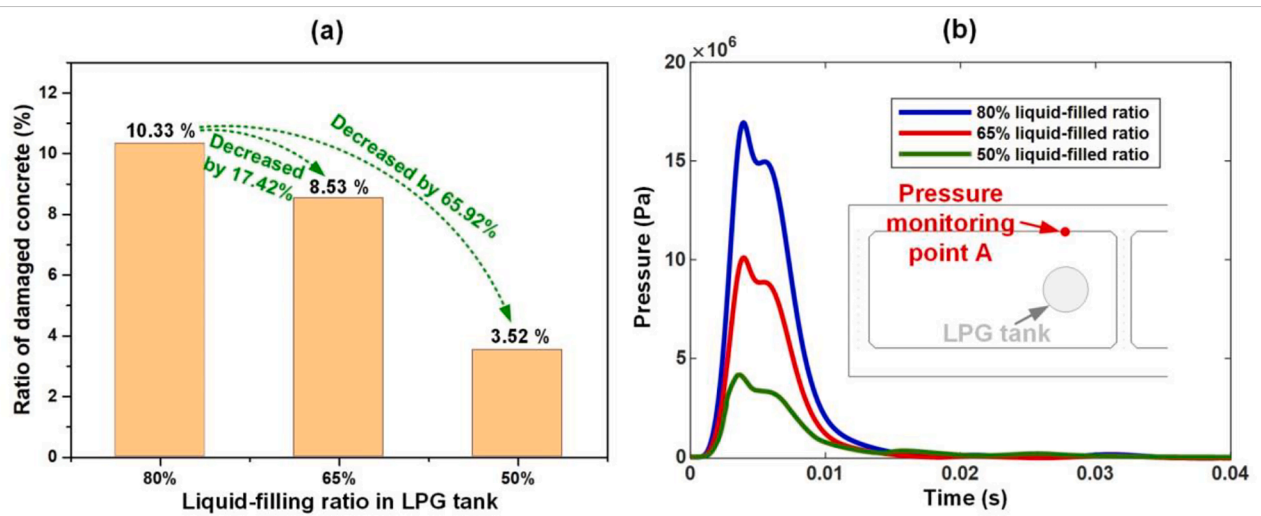 (a)
Ratio of damaged concrete (%)
12
10
8
6
4
2
0
10.33 %
8.53 %
3.52 %
Decreased
by 17.42%
Decreased by 65.92%
80%
65%
50%
Liquid-filling ratio in LPG tank
(b)
×10⁶
Pressure (Pa)
20
15
10
5
0
80% liquid-filled ratio
65% liquid-filled ratio
50% liquid-filled ratio
Pressure
monitoring
point A
LPG tank
0
0.01
0.02
0.03
0.04
Time (s)